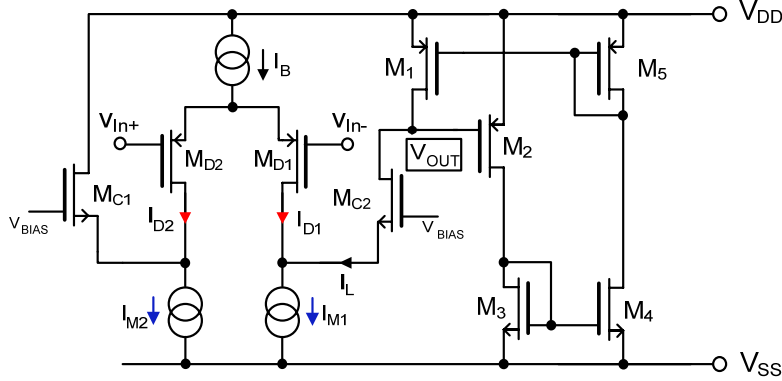 V_DD
I_B
M_1
M_5
v_In+
v_In-
M_D2
M_D1
V_OUT
M_2
M_C1
M_C2
V_BIAS
I_D2
I_D1
V_BIAS
I_L
M_3
M_4
I_M2
I_M1
V_SS